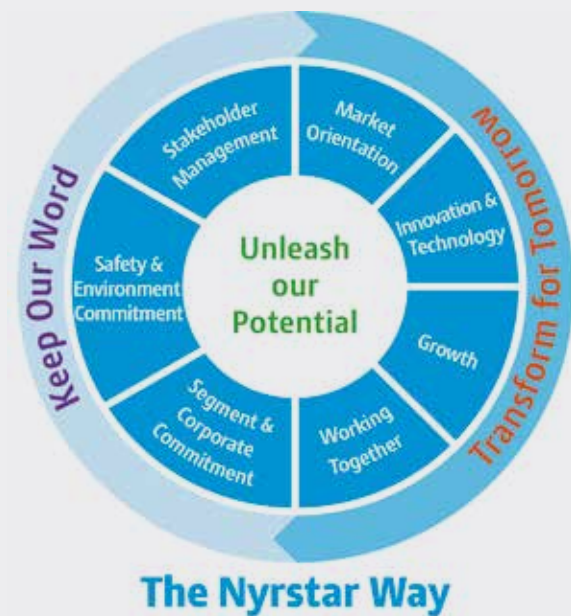 Keep Our Word
Transform for Tomorrow
Stakeholder
Management
Market
Orientation
Innovation &
Technology
Growth
Working
Together
Segment &
Corporate
Commitment
Safety &
Environment
Commitment
Unleash
our
Potential
The Nyrstar Way